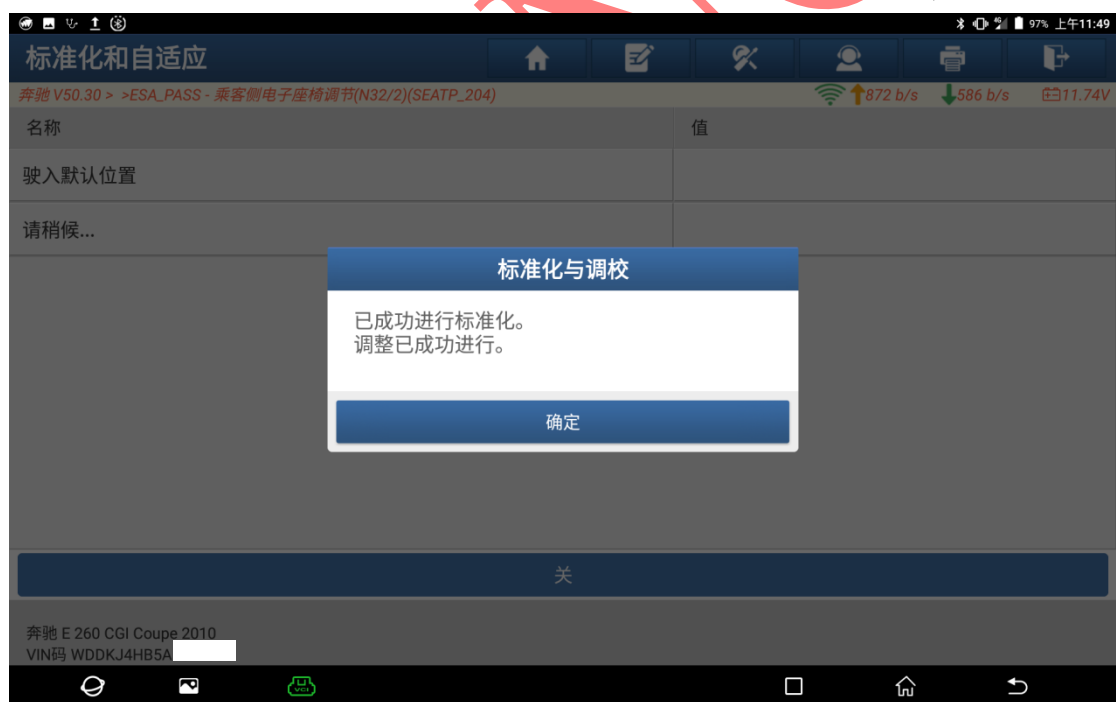 97% 上午11:49
标准化和自适应
奔驰 V50.30 > >ESA_PASS - 乘客侧电子座椅调节(N32/2)(SEATP_204)
872 b/s 586 b/s 11.74V
名称 值
驶入默认位置
请稍候...
标准化与调校
已成功进行标准化。
调整已成功进行。
确定
关
奔驰 E 260 CGI Coupe 2010
VIN码 WDDKJ4HB5A
VCI